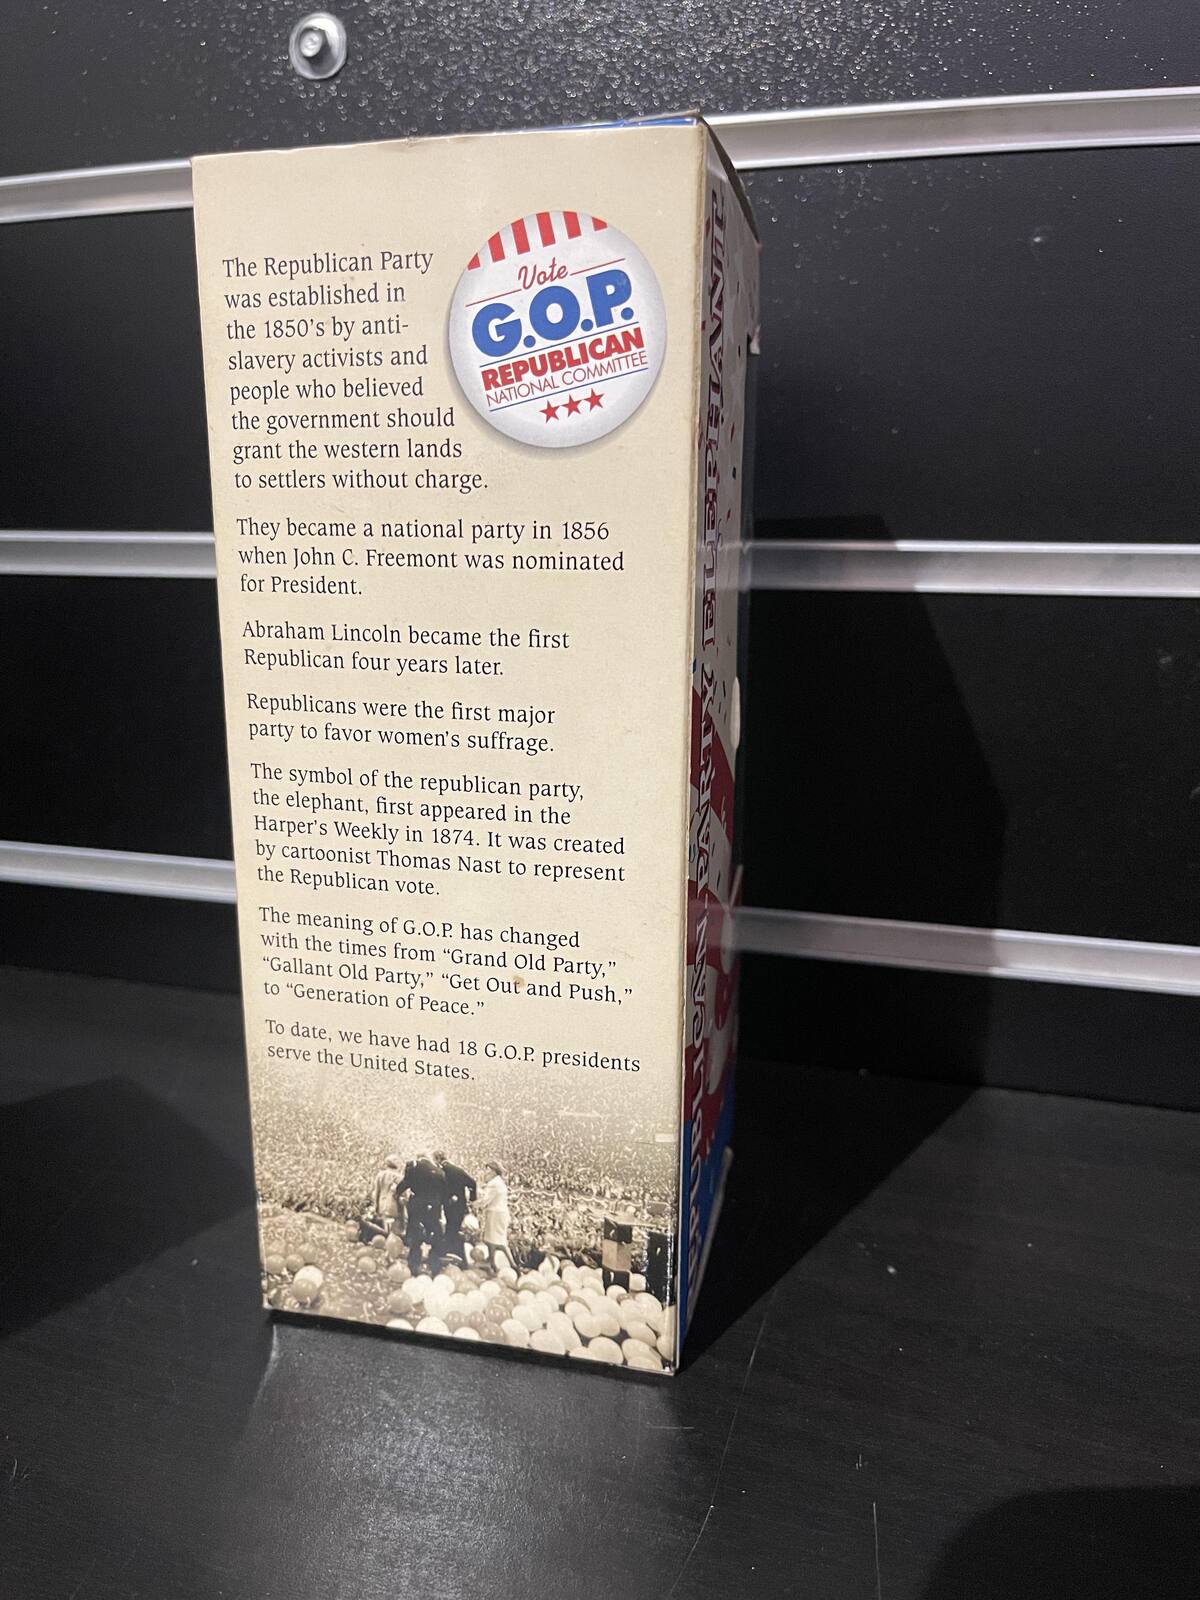 The Republican Party
was established in
the 1850's by anti-
slavery activists and
people who believed
the government should
grant the western lands
to settlers without charge.
Vote
G.O.P.
REPUBLICAN
NATIONAL COMMITTEE
They became a national party in 1856
when John C. Freemont was nominated
for President.
Abraham Lincoln became the first
Republican four years later.
Republicans were the first major
party to favor women's suffrage.
The symbol of the republican party,
the elephant, first appeared in the
Harper's Weekly in 1874. It was created
by cartoonist Thomas Nast to represent
the Republican vote.
The meaning of G.O.P. has changed
with the times from “Grand Old Party,”
“Gallant Old Party,” “Get Out and Push,”
to “Generation of Peace.”
To date, we have had 18 G.O.P. presidents
serve the United States.
REPUBLICAN PARTY ELEPHANT